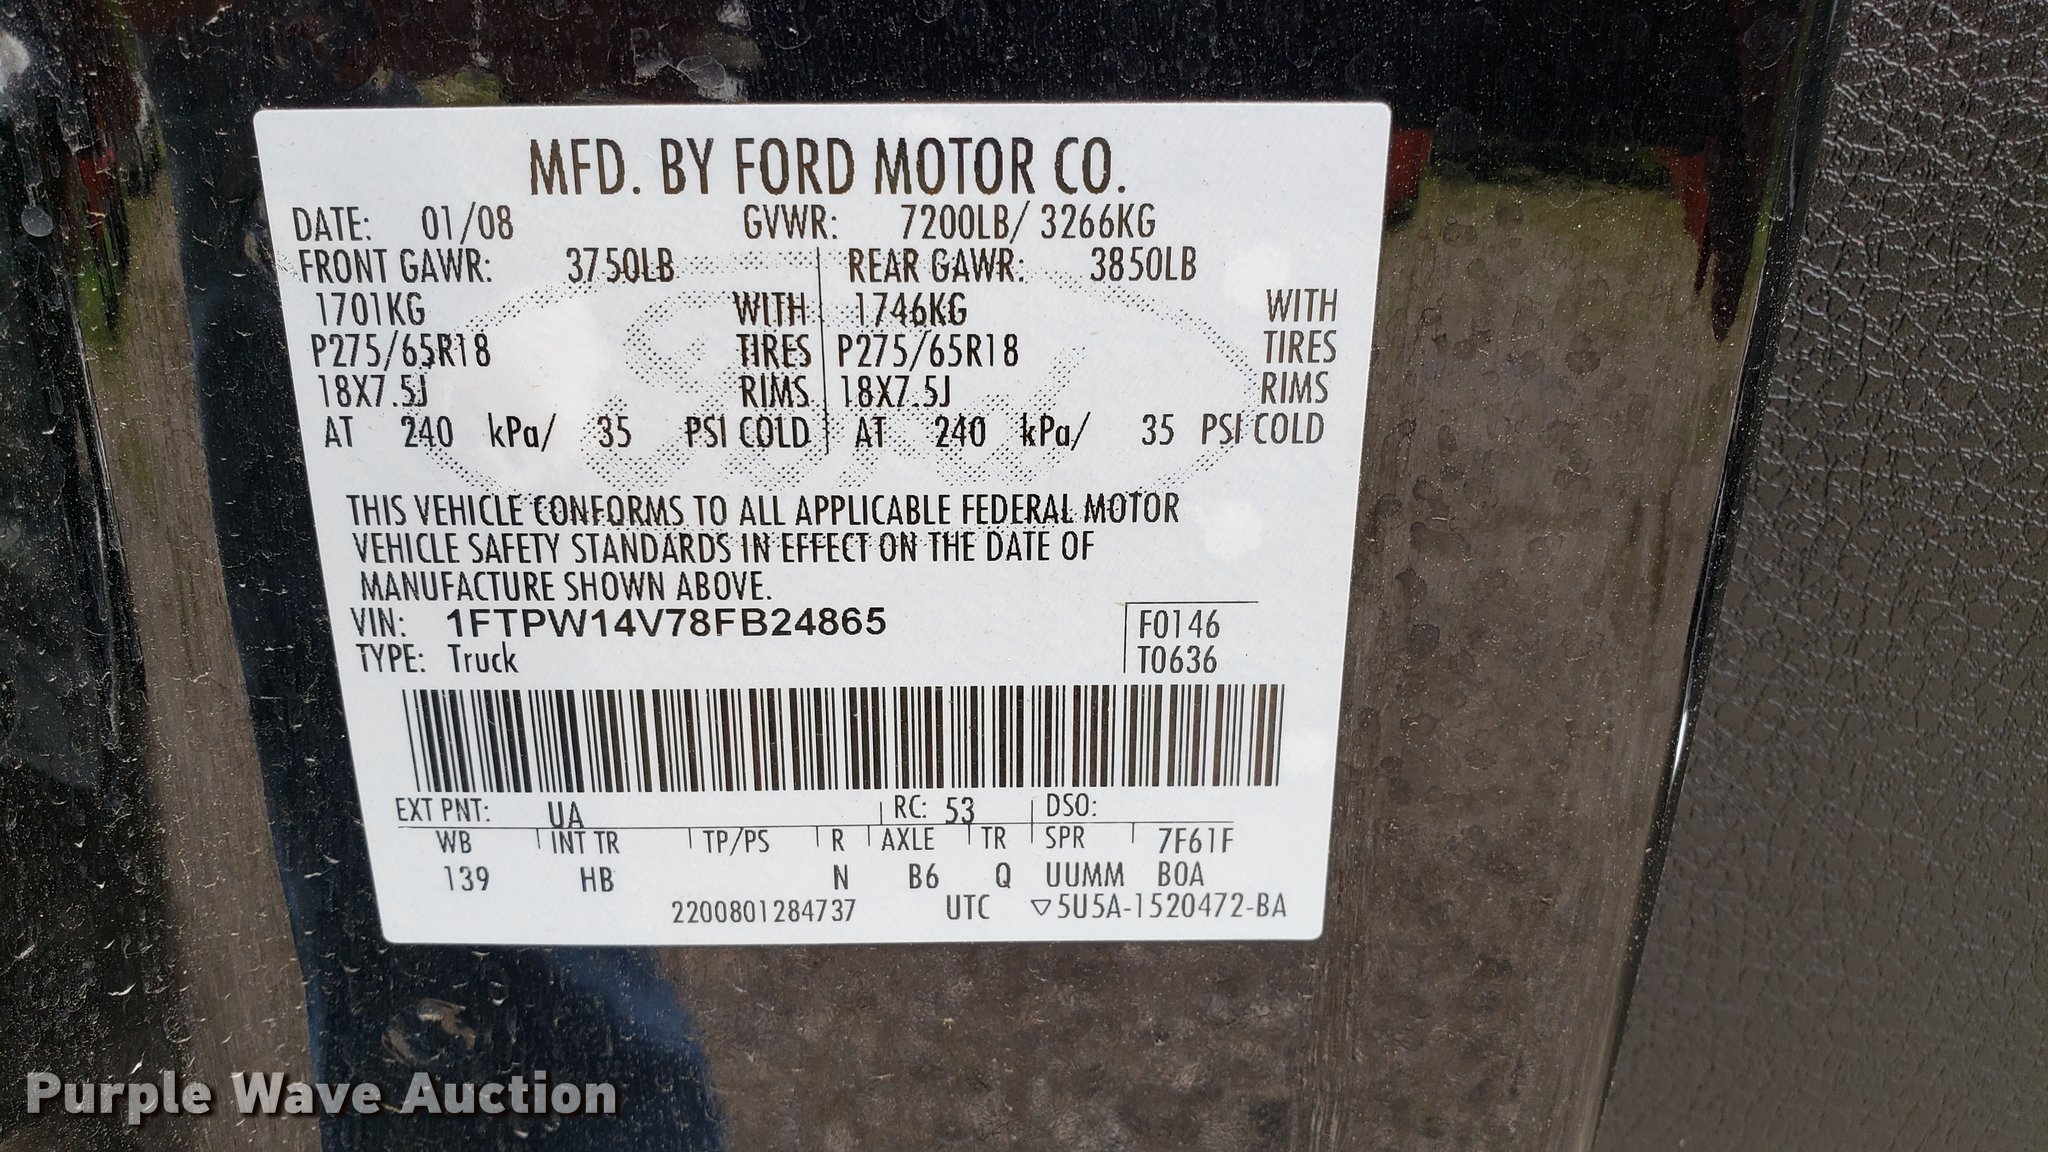 MFD. BY FORD MOTOR CO.
DATE: 01/08 GVWR: 7200LB/ 3266KG
FRONT GAWR: 3750LB REAR GAWR: 3850LB
1701KG WITH 1746KG WITH
P275/65R18 TIRES P275/65R18 TIRES
18X7.5J RIMS 18X7.5J RIMS
AT 240 kPa/ 35 PSI COLD AT 240 kPa/ 35 PSI COLD
THIS VEHICLE CONFORMS TO ALL APPLICABLE FEDERAL MOTOR
VEHICLE SAFETY STANDARDS IN EFFECT ON THE DATE OF
MANUFACTURE SHOWN ABOVE.
VIN: 1FTPW14V78FB24865 F0146
TYPE: Truck T0636
EXT PNT: UA RC: 53 DSO:
WB INT TR TP/PS R AXLE TR SPR 7F61F
139 HB N B6 Q UUMM B0A
2200801284737 UTC ▽5U5A-1520472-BA
Purple Wave Auction